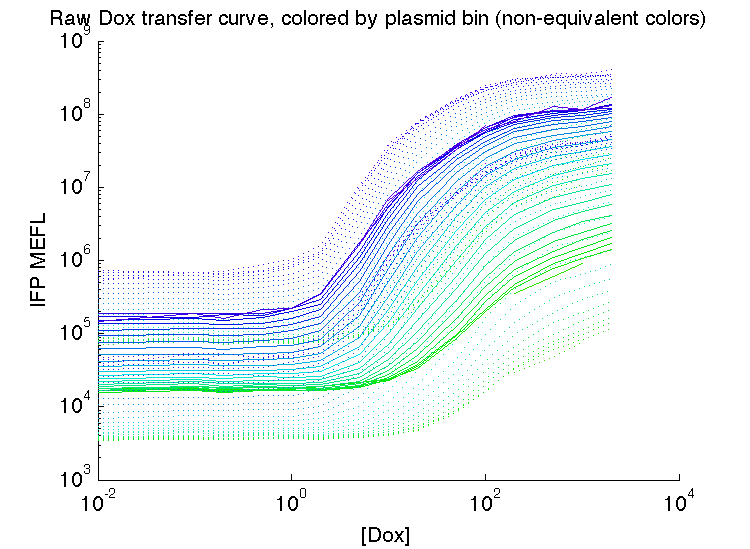 Raw Dox transfer curve, colored by plasmid bin (non-equivalent colors)
10^9
10^8
10^7
10^6
10^5
10^4
10^3
IFP MEFL
10^-2 10^0 10^2 10^4
[Dox]